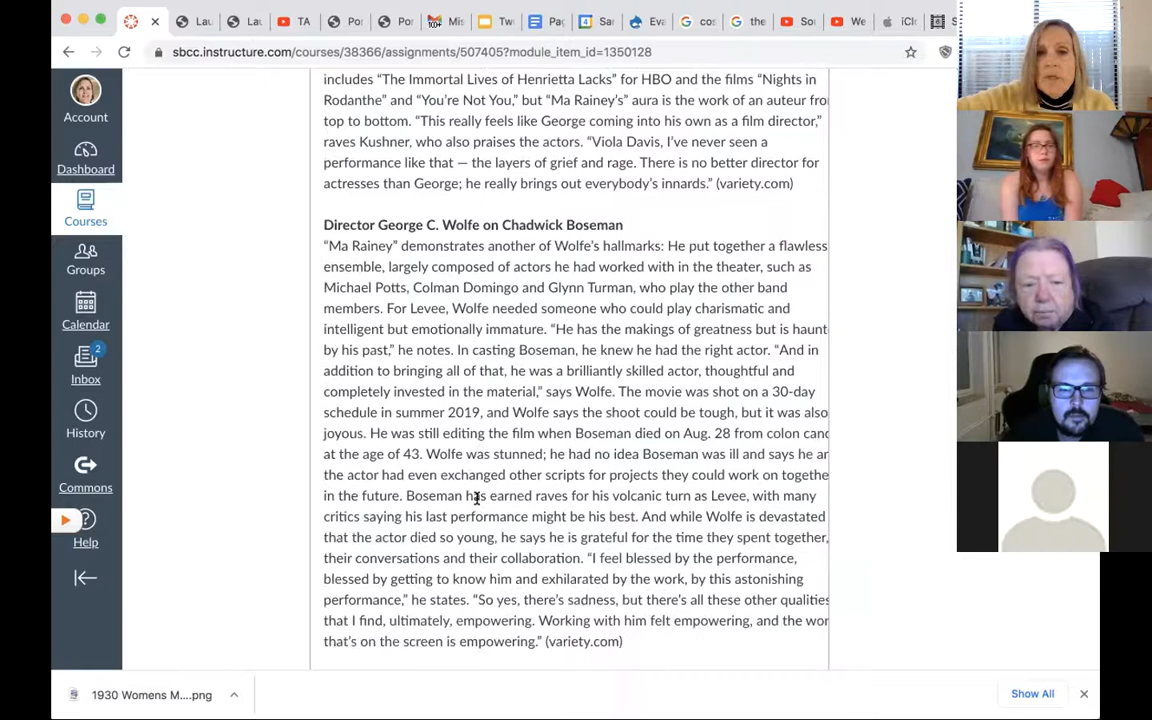 Lau
Lau
TA
Por
Por
Mis
Tw
Pag
Sar
Eva
cos
the
Sou
We
iClo
sbcc.instructure.com/courses/38366/assignments/507405?module_item_id=1350128
Account
Dashboard
Courses
Groups
Calendar
2
Inbox
History
Commons
Help
includes “The Immortal Lives of Henrietta Lacks” for HBO and the films “Nights in
Rodanthe” and “You’re Not You,” but “Ma Rainey’s” aura is the work of an auteur fro
top to bottom. “This really feels like George coming into his own as a film director,”
raves Kushner, who also praises the actors. “Viola Davis, I’ve never seen a
performance like that — the layers of grief and rage. There is no better director for
actresses than George; he really brings out everybody’s innards.” (variety.com)
Director George C. Wolfe on Chadwick Boseman
“Ma Rainey” demonstrates another of Wolfe’s hallmarks: He put together a flawless
ensemble, largely composed of actors he had worked with in the theater, such as
Michael Potts, Colman Domingo and Glynn Turman, who play the other band
members. For Levee, Wolfe needed someone who could play charismatic and
intelligent but emotionally immature. “He has the makings of greatness but is haunt
by his past,” he notes. In casting Boseman, he knew he had the right actor. “And in
addition to bringing all of that, he was a brilliantly skilled actor, thoughtful and
completely invested in the material,” says Wolfe. The movie was shot on a 30-day
schedule in summer 2019, and Wolfe says the shoot could be tough, but it was also
joyous. He was still editing the film when Boseman died on Aug. 28 from colon canc
at the age of 43. Wolfe was stunned; he had no idea Boseman was ill and says he an
the actor had even exchanged other scripts for projects they could work on togethe
in the future. Boseman has earned raves for his volcanic turn as Levee, with many
critics saying his last performance might be his best. And while Wolfe is devastated
that the actor died so young, he says he is grateful for the time they spent together,
their conversations and their collaboration. “I feel blessed by the performance,
blessed by getting to know him and exhilarated by the work, by this astonishing
performance,” he states. “So yes, there’s sadness, but there’s all these other qualities
that I find, ultimately, empowering. Working with him felt empowering, and the wor
that’s on the screen is empowering.” (variety.com)
1930 Womens M....png
Show All